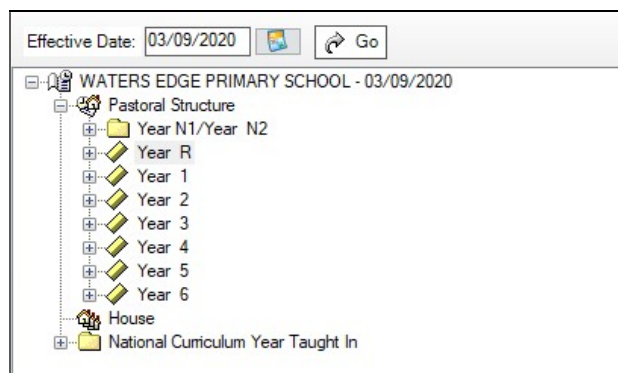 Effective Date: 03/09/2020 Go
WATERS EDGE PRIMARY SCHOOL - 03/09/2020
Pastoral Structure
Year N1/Year N2
Year R
Year 1
Year 2
Year 3
Year 4
Year 5
Year 6
House
National Curriculum Year Taught In